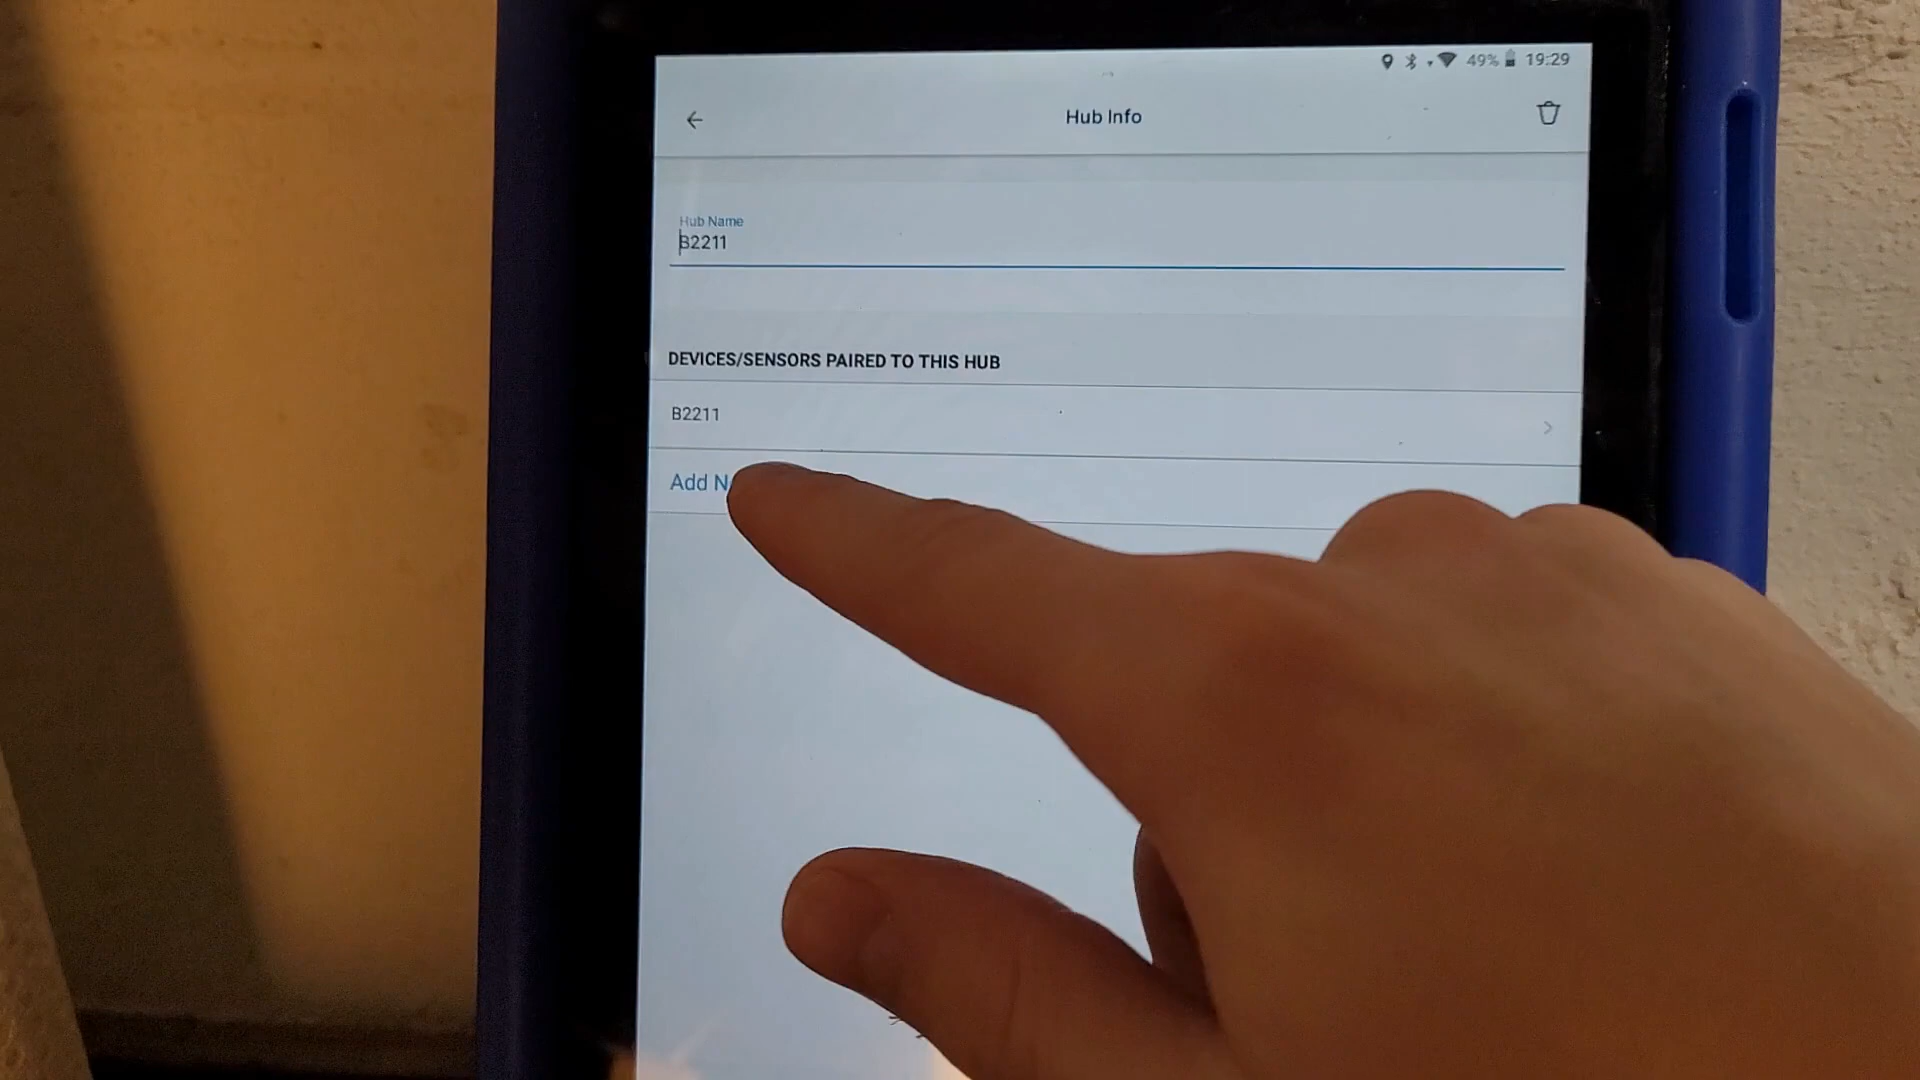 49% 19:29
Hub Info
Hub Name
B2211
DEVICES/SENSORS PAIRED TO THIS HUB
B2211
Add